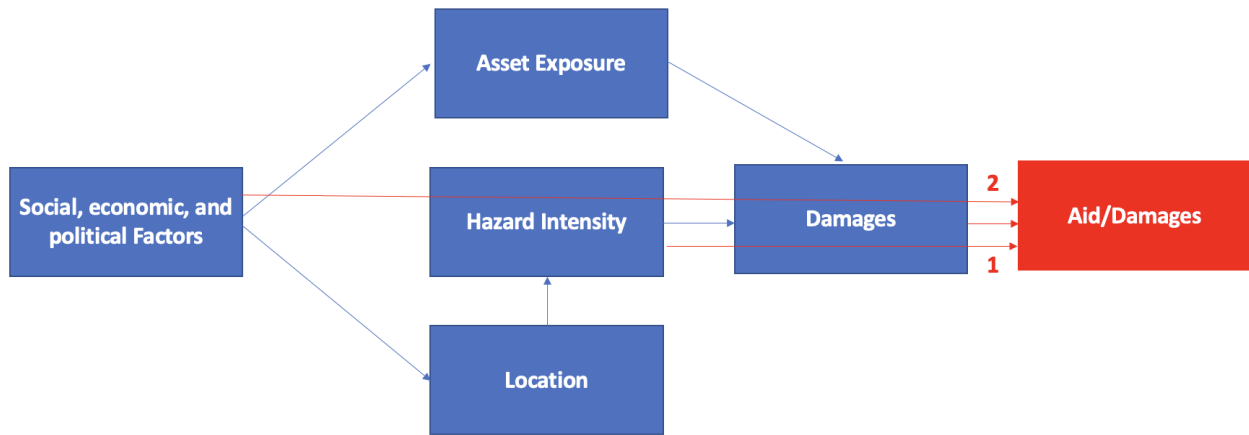 Asset Exposure
Social, economic, and
political Factors
Hazard Intensity
Damages
2
1
Aid/Damages
Location